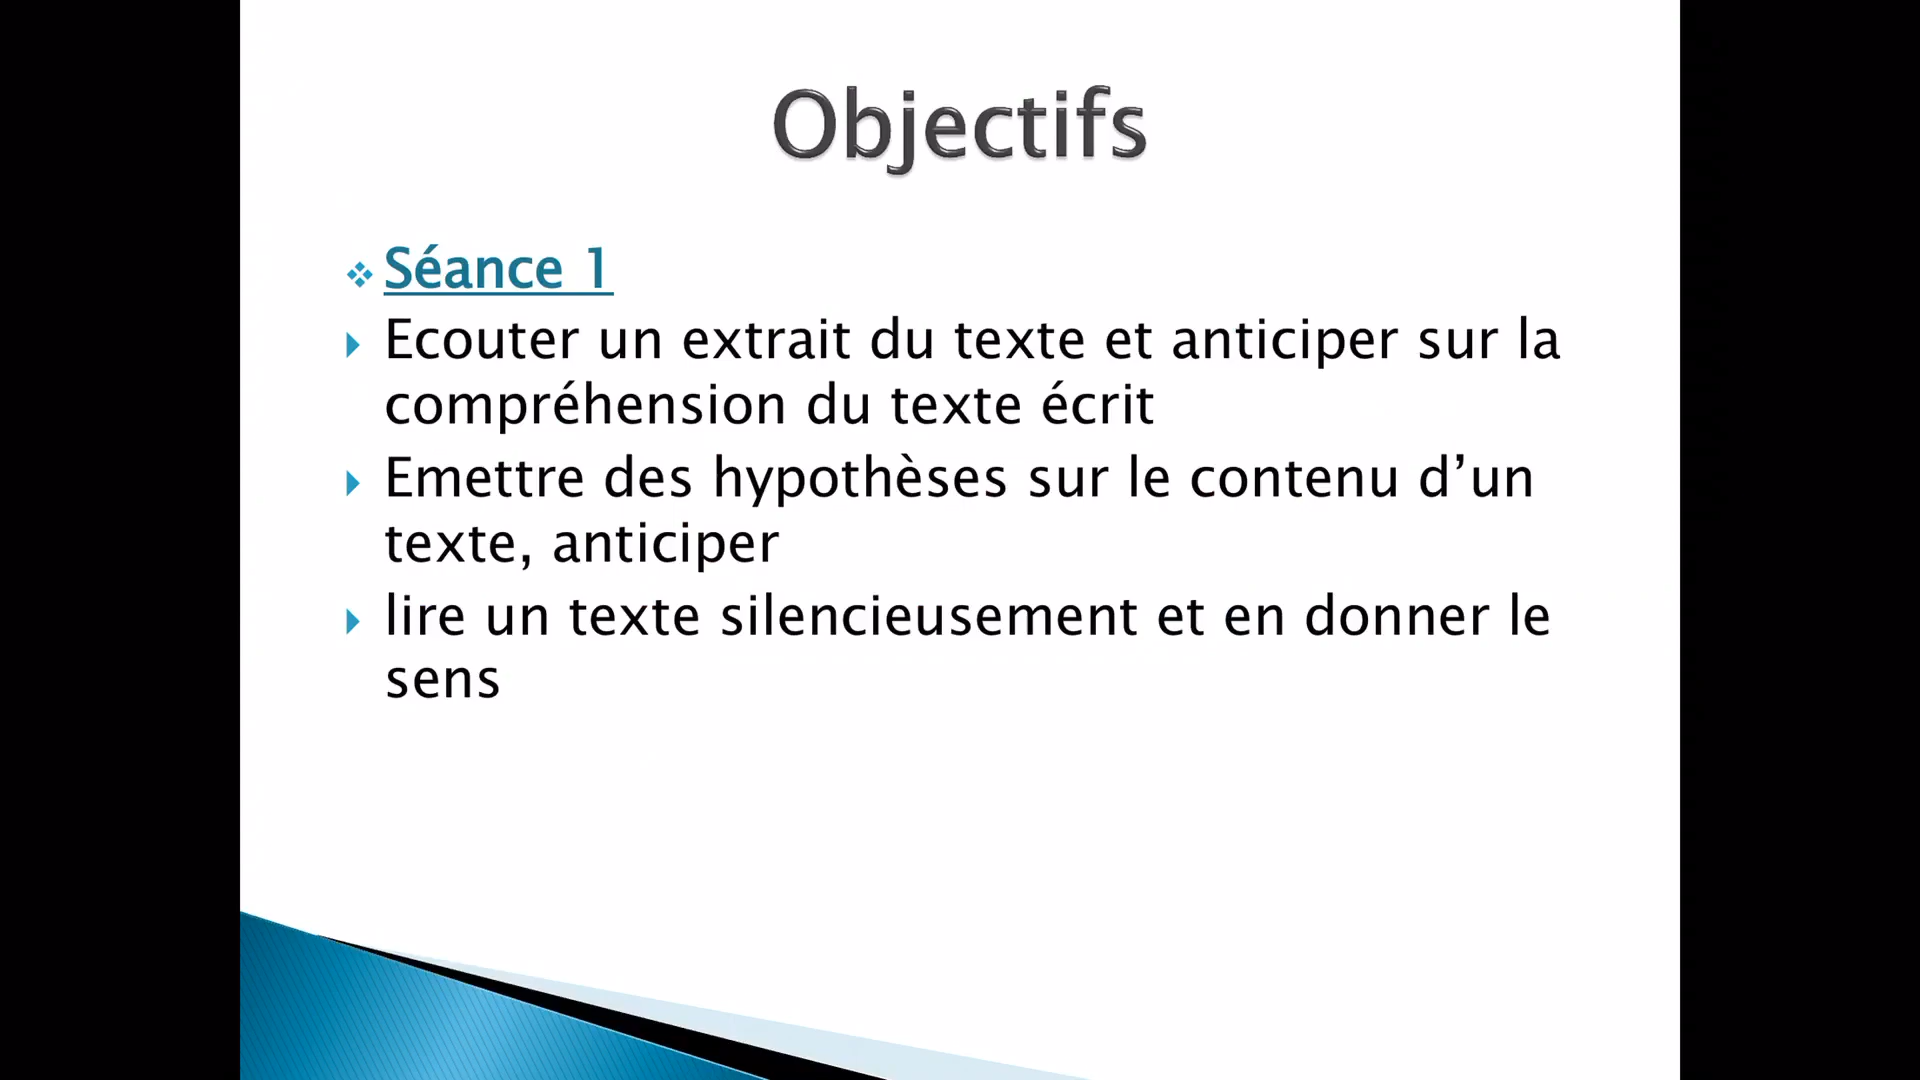 Objectifs
Séance 1
Ecouter un extrait du texte et anticiper sur la
compréhension du texte écrit
Emettre des hypothèses sur le contenu d’un
texte, anticiper
lire un texte silencieusement et en donner le
sens